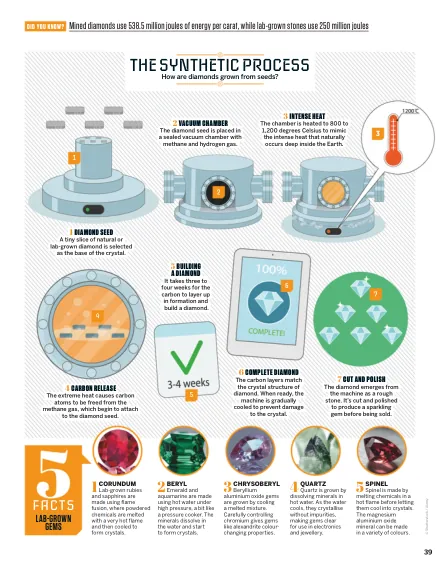 DID YOU KNOW? Mined diamonds use 538.5 million joules of energy per carat, while lab-grown stones use 250 million joules
THE SYNTHETIC PROCESS
How are diamonds grown from seeds?
1
1 DIAMOND SEED
A tiny slice of natural or
lab-grown diamond is selected
as the base of the crystal.
2 VACUUM CHAMBER
The diamond seed is placed in
a sealed vacuum chamber with
methane and hydrogen gas.
2
3 INTENSE HEAT
The chamber is heated to 800 to
1,200 degrees Celsius to mimic
the intense heat that naturally
occurs deep inside the Earth.
1200°C
3
4
4 CARBON RELEASE
The extreme heat causes carbon
atoms to be freed from the
methane gas, which begin to attach
to the diamond seed.
5 BUILDING
A DIAMOND
It takes three to
four weeks for the
carbon to layer up
in formation and
build a diamond.
3-4 weeks
5
100%
6
COMPLETE!
6 COMPLETE DIAMOND
The carbon layers match
the crystal structure of
diamond. When ready, the
machine is gradually
cooled to prevent damage
to the crystal.
7
7 CUT AND POLISH
The diamond emerges from
the machine as a rough
stone. It's cut and polished
to produce a sparkling
gem before being sold.
5
FACTS
LAB-GROWN
GEMS
1 CORUNDUM
Lab-grown rubies
and sapphires are
made using flame
fusion, where powdered
chemicals are melted
with a very hot flame
and then cooled to
form crystals.
2 BERYL
Emerald and
aquamarine are made
using hot water under
high pressure, a bit like
a pressure cooker. The
minerals dissolve in
the water and start
to form crystals.
3 CHRYSOBERYL
Beryllium
aluminium oxide gems
are grown by cooling
a melted mixture.
Carefully controlling
chromium gives gems
like alexandrite colour-
changing properties.
4 QUARTZ
Quartz is grown by
dissolving minerals in
hot water. As the water
cools, they crystallise
without impurities,
making gems clear
for use in electronics
and jewellery.
5 SPINEL
Spinel is made by
melting chemicals in a
hot flame before letting
them cool into crystals.
The magnesium
aluminium oxide
mineral can be made
in a variety of colours.
39